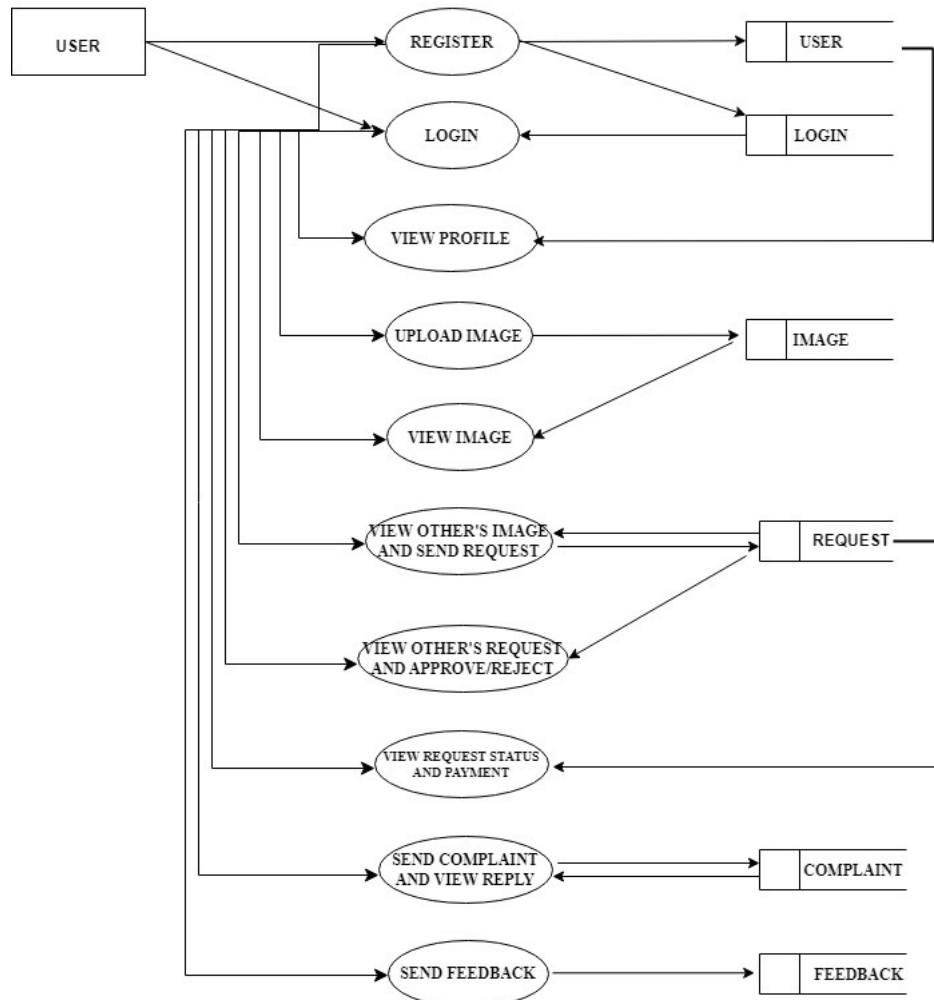 USER
REGISTER
USER
LOGIN
LOGIN
VIEW PROFILE
UPLOAD IMAGE
IMAGE
VIEW IMAGE
VIEW OTHER'S IMAGE
AND SEND REQUEST
REQUEST
VIEW OTHER'S REQUEST
AND APPROVE/REJECT
VIEW REQUEST STATUS
AND PAYMENT
SEND COMPLAINT
AND VIEW REPLY
COMPLAINT
SEND FEEDBACK
FEEDBACK